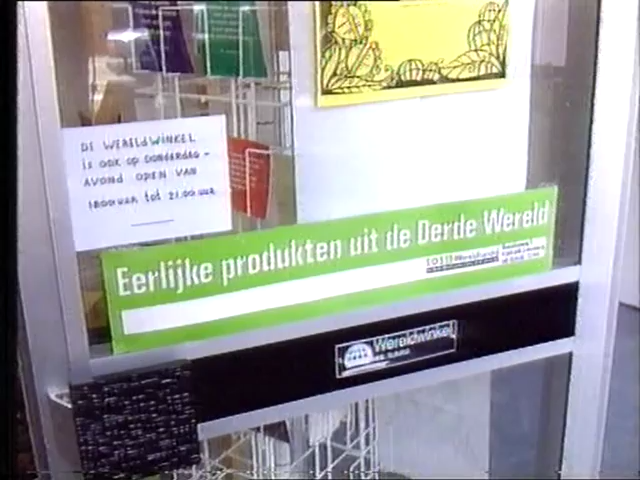 DE WERELDWINKEL
is ook op DONDERDAG -
AVOND OPEN VAN
18.00 uur tot 21.00 uur
Eerlijke produkten uit de Derde Wereld
Wereldwinkel